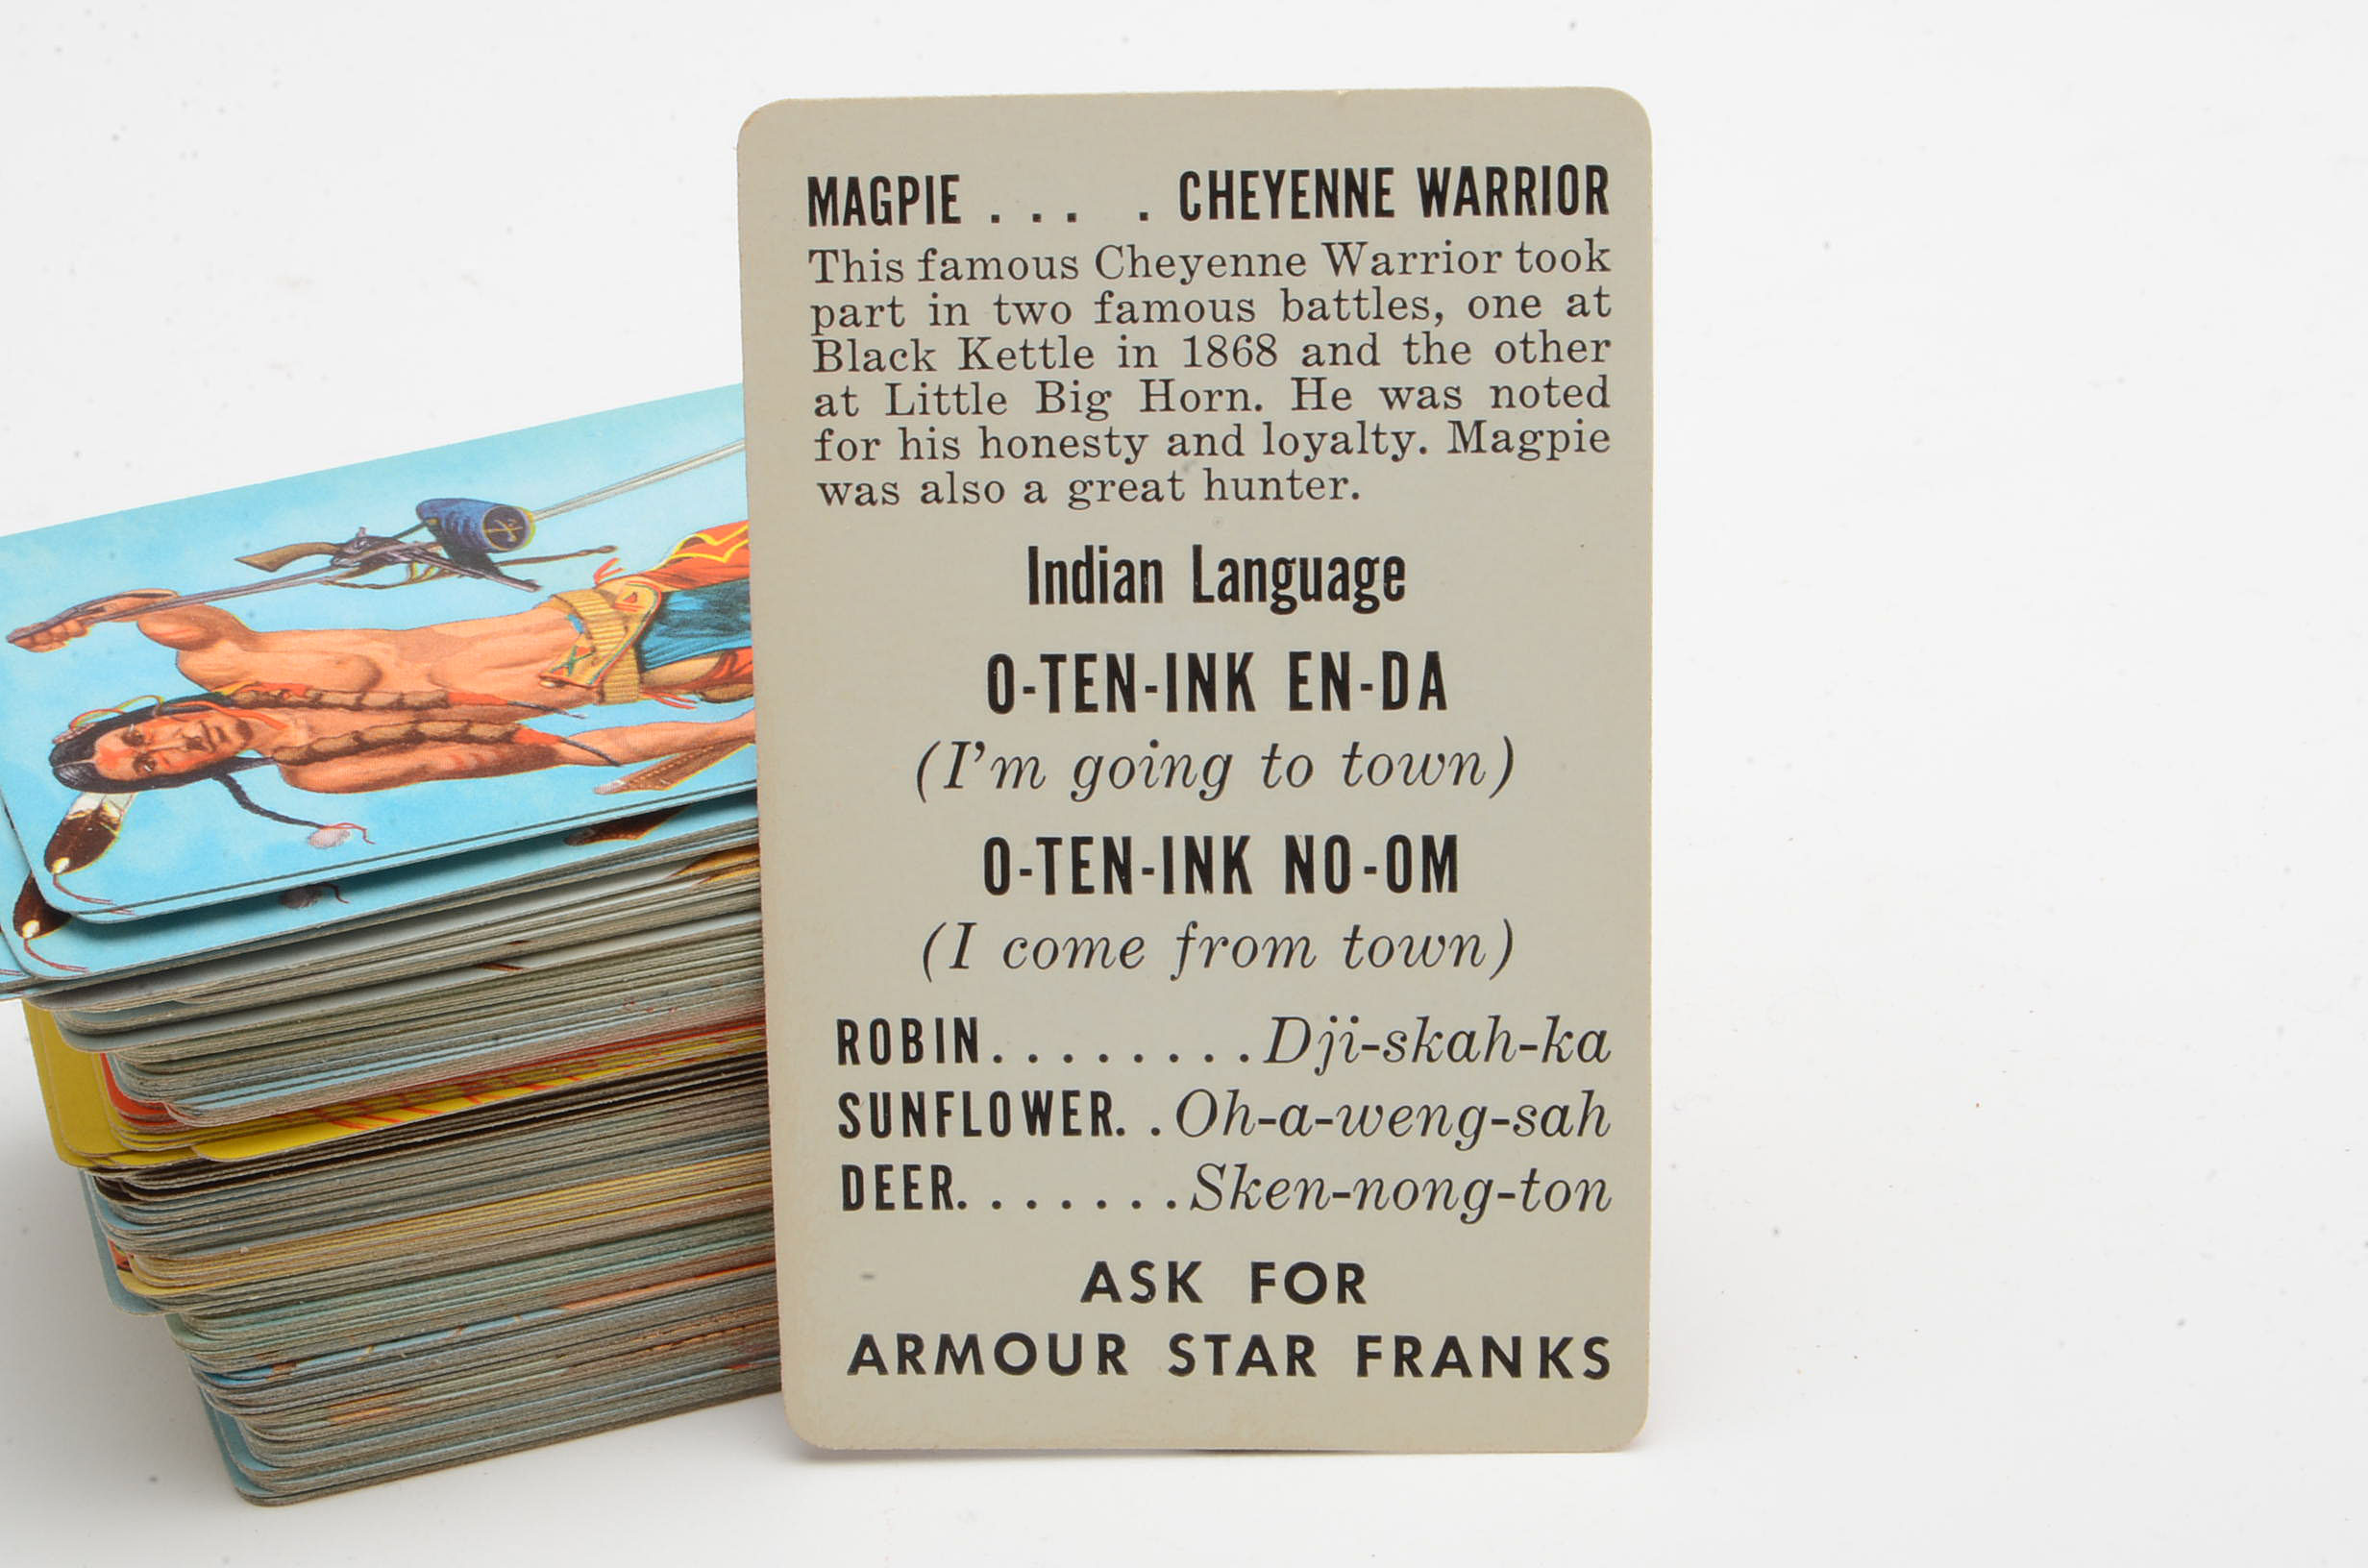 MAGPIE . . . . CHEYENNE WARRIOR
This famous Cheyenne Warrior took
part in two famous battles, one at
Black Kettle in 1868 and the other
at Little Big Horn. He was noted
for his honesty and loyalty. Magpie
was also a great hunter.
Indian Language
O-TEN-INK EN-DA
(I'm going to town)
O-TEN-INK NO-OM
(I come from town)
ROBIN........Dji-skah-ka
SUNFLOWER..Oh-a-weng-sah
DEER.......Sken-nong-ton
ASK FOR
ARMOUR STAR FRANKS